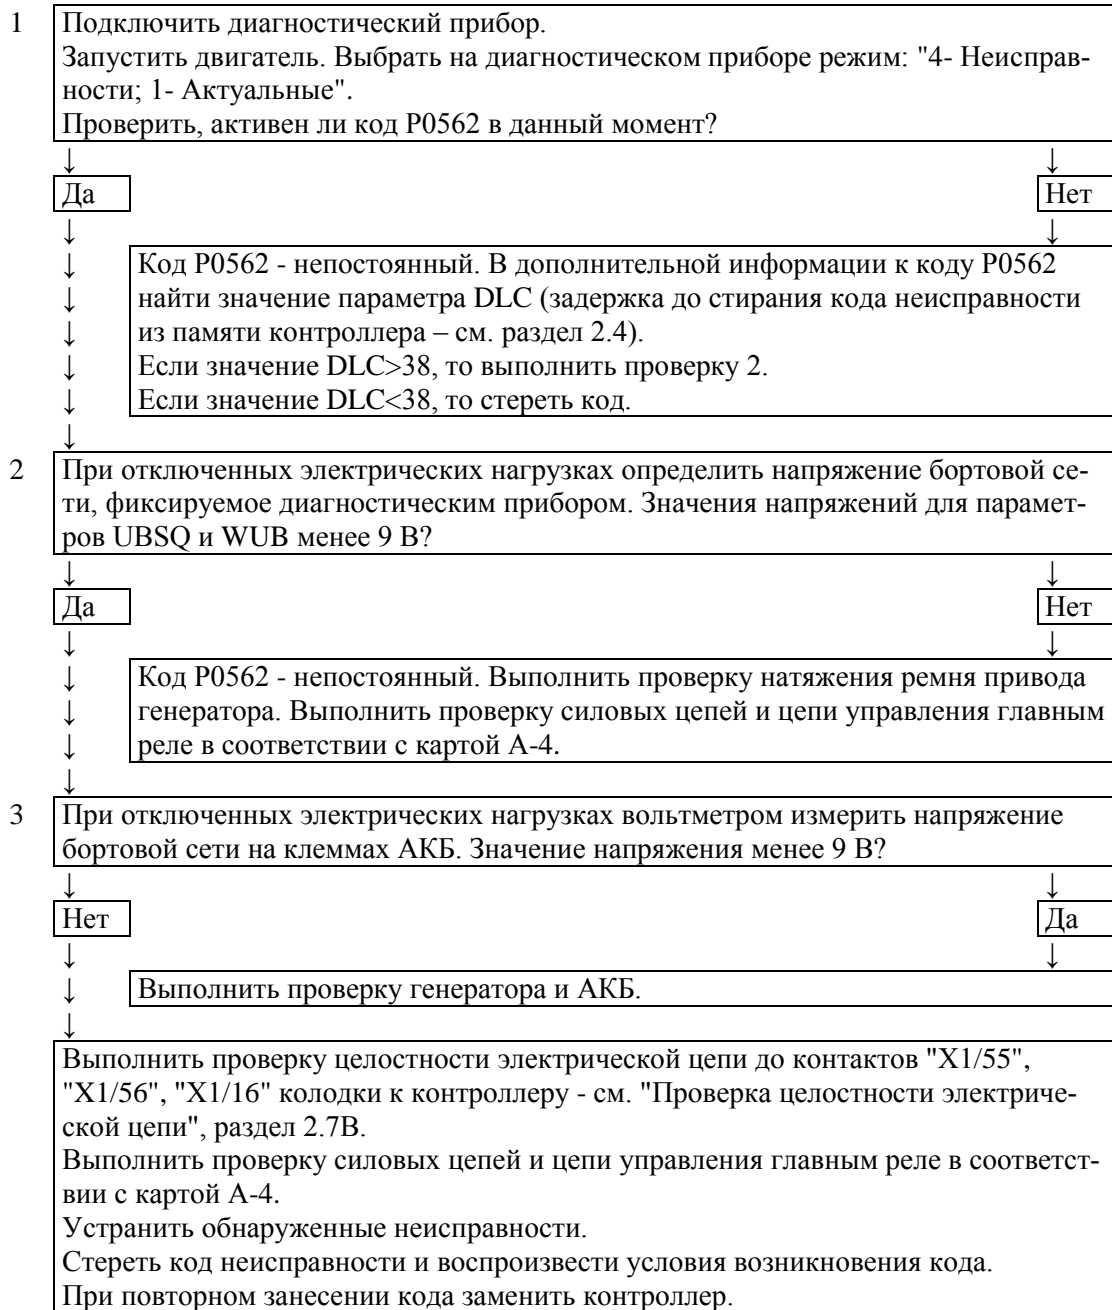 1 Подключить диагностический прибор.
Запустить двигатель. Выбрать на диагностическом приборе режим: "4- Неисправ-
ности; 1- Актуальные".
Проверить, активен ли код P0562 в данный момент?
↓ ↓
Да Нет
↓ ↓
↓ Код P0562 - непостоянный. В дополнительной информации к коду P0562
↓ найти значение параметра DLC (задержка до стирания кода неисправности
↓ из памяти контроллера – см. раздел 2.4).
↓ Если значение DLC>38, то выполнить проверку 2.
↓ Если значение DLC<38, то стереть код.
↓
2 При отключенных электрических нагрузках определить напряжение бортовой се-
ти, фиксируемое диагностическим прибором. Значения напряжений для парамет-
ров UBSQ и WUB менее 9 В?
↓ ↓
Да Нет
↓ ↓
↓ Код P0562 - непостоянный. Выполнить проверку натяжения ремня привода
↓ генератора. Выполнить проверку силовых цепей и цепи управления главным
↓ реле в соответствии с картой А-4.
↓
3 При отключенных электрических нагрузках вольтметром измерить напряжение
бортовой сети на клеммах АКБ. Значение напряжения менее 9 В?
↓ ↓
Нет Да
↓ ↓
↓ Выполнить проверку генератора и АКБ.
↓
Выполнить проверку целостности электрической цепи до контактов "X1/55",
"X1/56", "X1/16" колодки к контроллеру - см. "Проверка целостности электриче-
ской цепи", раздел 2.7В.
Выполнить проверку силовых цепей и цепи управления главным реле в соответст-
вии с картой А-4.
Устранить обнаруженные неисправности.
Стереть код неисправности и воспроизвести условия возникновения кода.
При повторном занесении кода заменить контроллер.